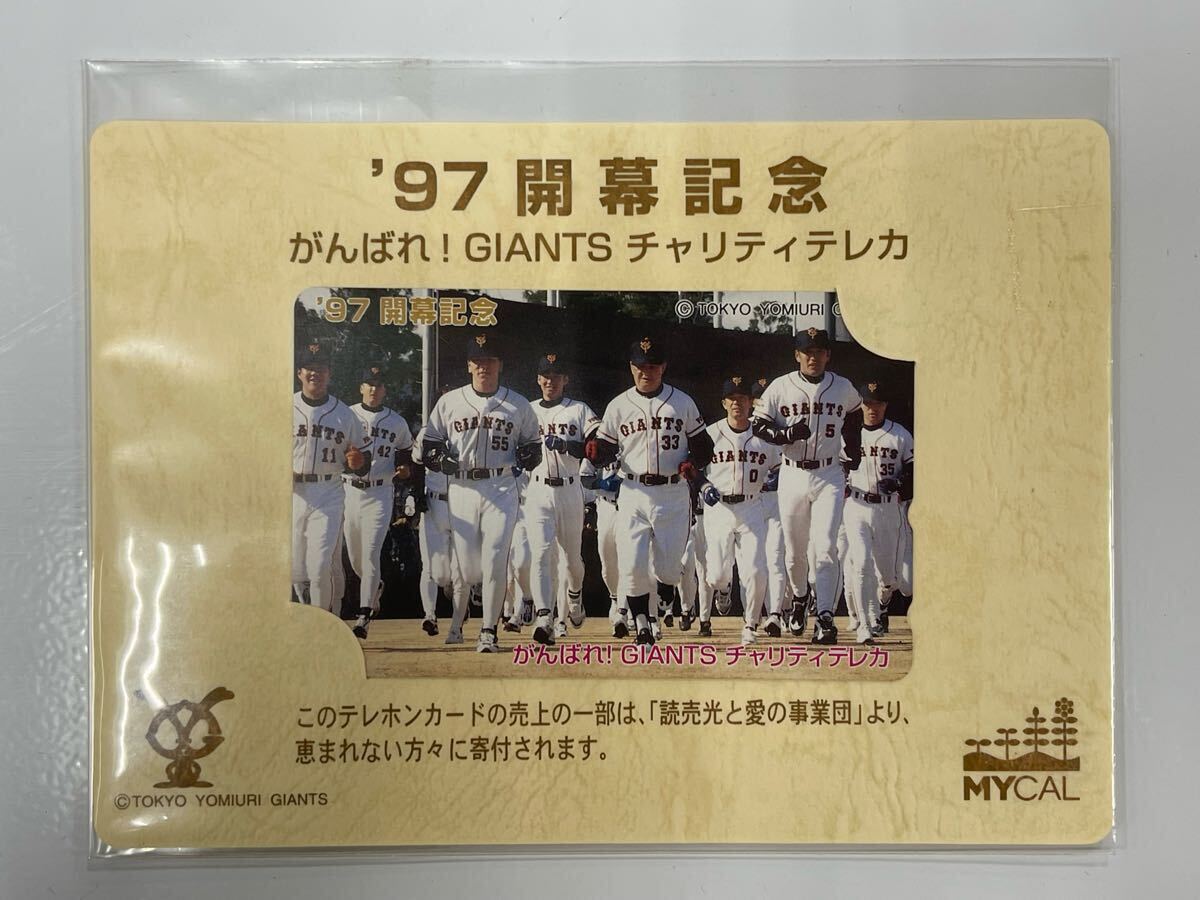 ’97 開幕記念
がんばれ！GIANTS チャリティテレカ
’97 開幕記念
© TOKYO YOMIURI G
GIANTS
11
42
GIANTS
55
GIANTS
33
GIANTS
0
GIANTS
5
35
がんばれ！GIANTS チャリティテレカ
このテレホンカードの売上の一部は、「読売光と愛の事業団」より、
恵まれない方々に寄付されます。
© TOKYO YOMIURI GIANTS
MYCAL